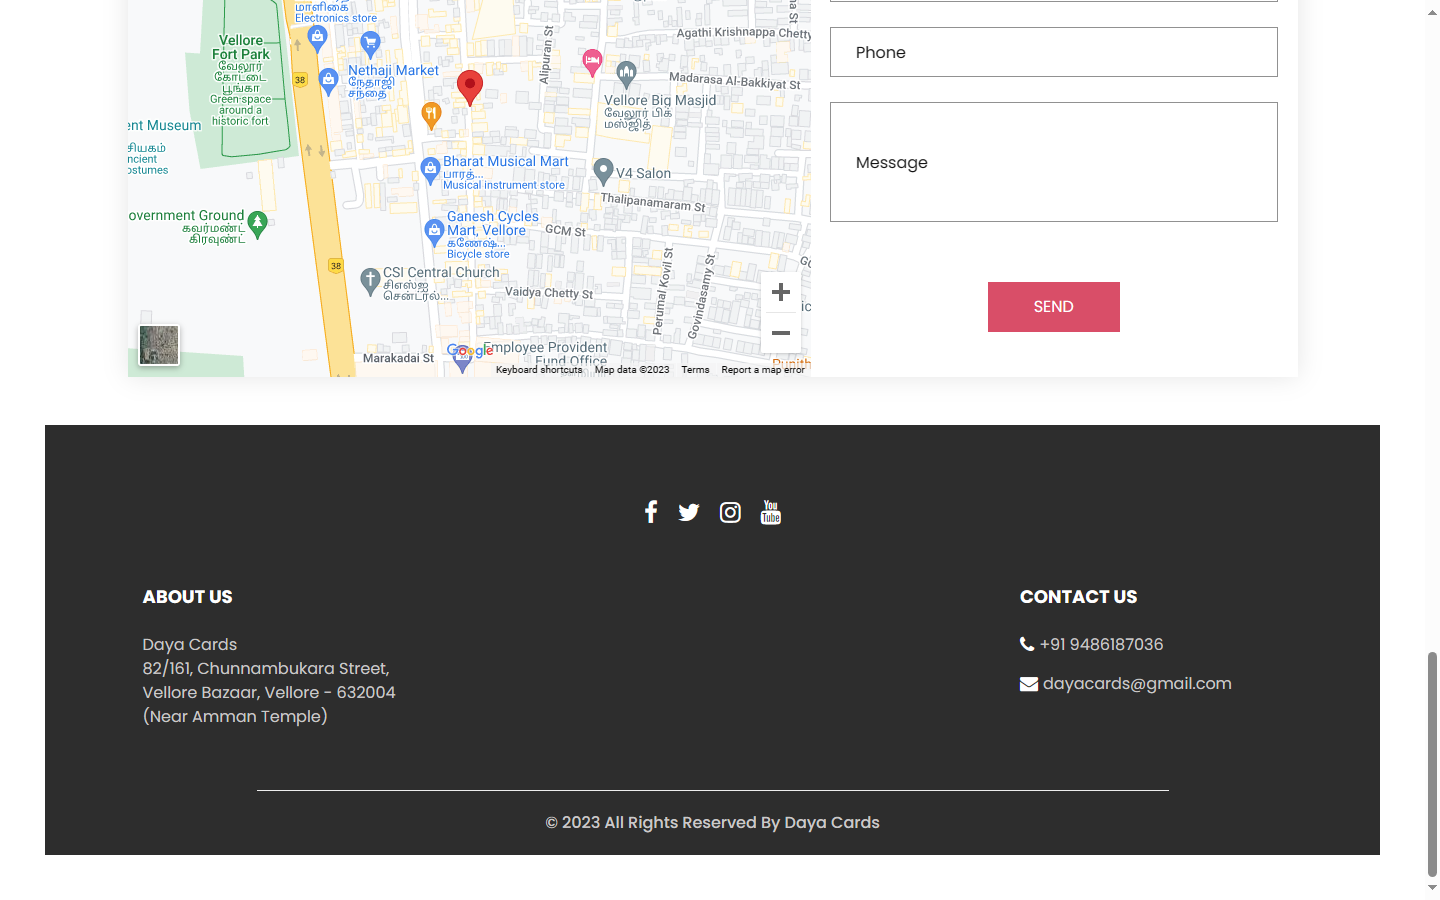 மாளிகை
Electronics store
Vellore
Fort Park
வேலூர்
கோட்டை
பூங்கா
Green space
around a
historic fort
38
Nethaji Market
நேதாஜி
சந்தை
Alipuran St
Agathi Krishnappa Chetty
Madarasa Al-Bakkiyat St
Vellore Big Masjid
வேலூர் பிக்
மஸ்ஜித்
ent Museum
சியகம்
ncient
ostumes
Bharat Musical Mart
பாரத்...
Musical instrument store
V4 Salon
Thalipanamaram St
overnment Ground
கவர்மண்ட்
கிரவுண்ட்
Ganesh Cycles
Mart, Vellore
கணேஷ்...
Bicycle store
GCM St
38
CSI Central Church
சிஎஸ்ஐ
சென்ட்ரல்...
Vaidya Chetty St
Perumal Kovil St
Govindasamy St
Marakadai St
Google
Employee Provident
Fund Office
Keyboard shortcuts
Map data ©2023
Terms
Report a map error
Phone
Message
SEND
You
Tube
ABOUT US
Daya Cards
82/161, Chunnambukara Street,
Vellore Bazaar, Vellore - 632004
(Near Amman Temple)
CONTACT US
+91 9486187036
dayacards@gmail.com
© 2023 All Rights Reserved By Daya Cards